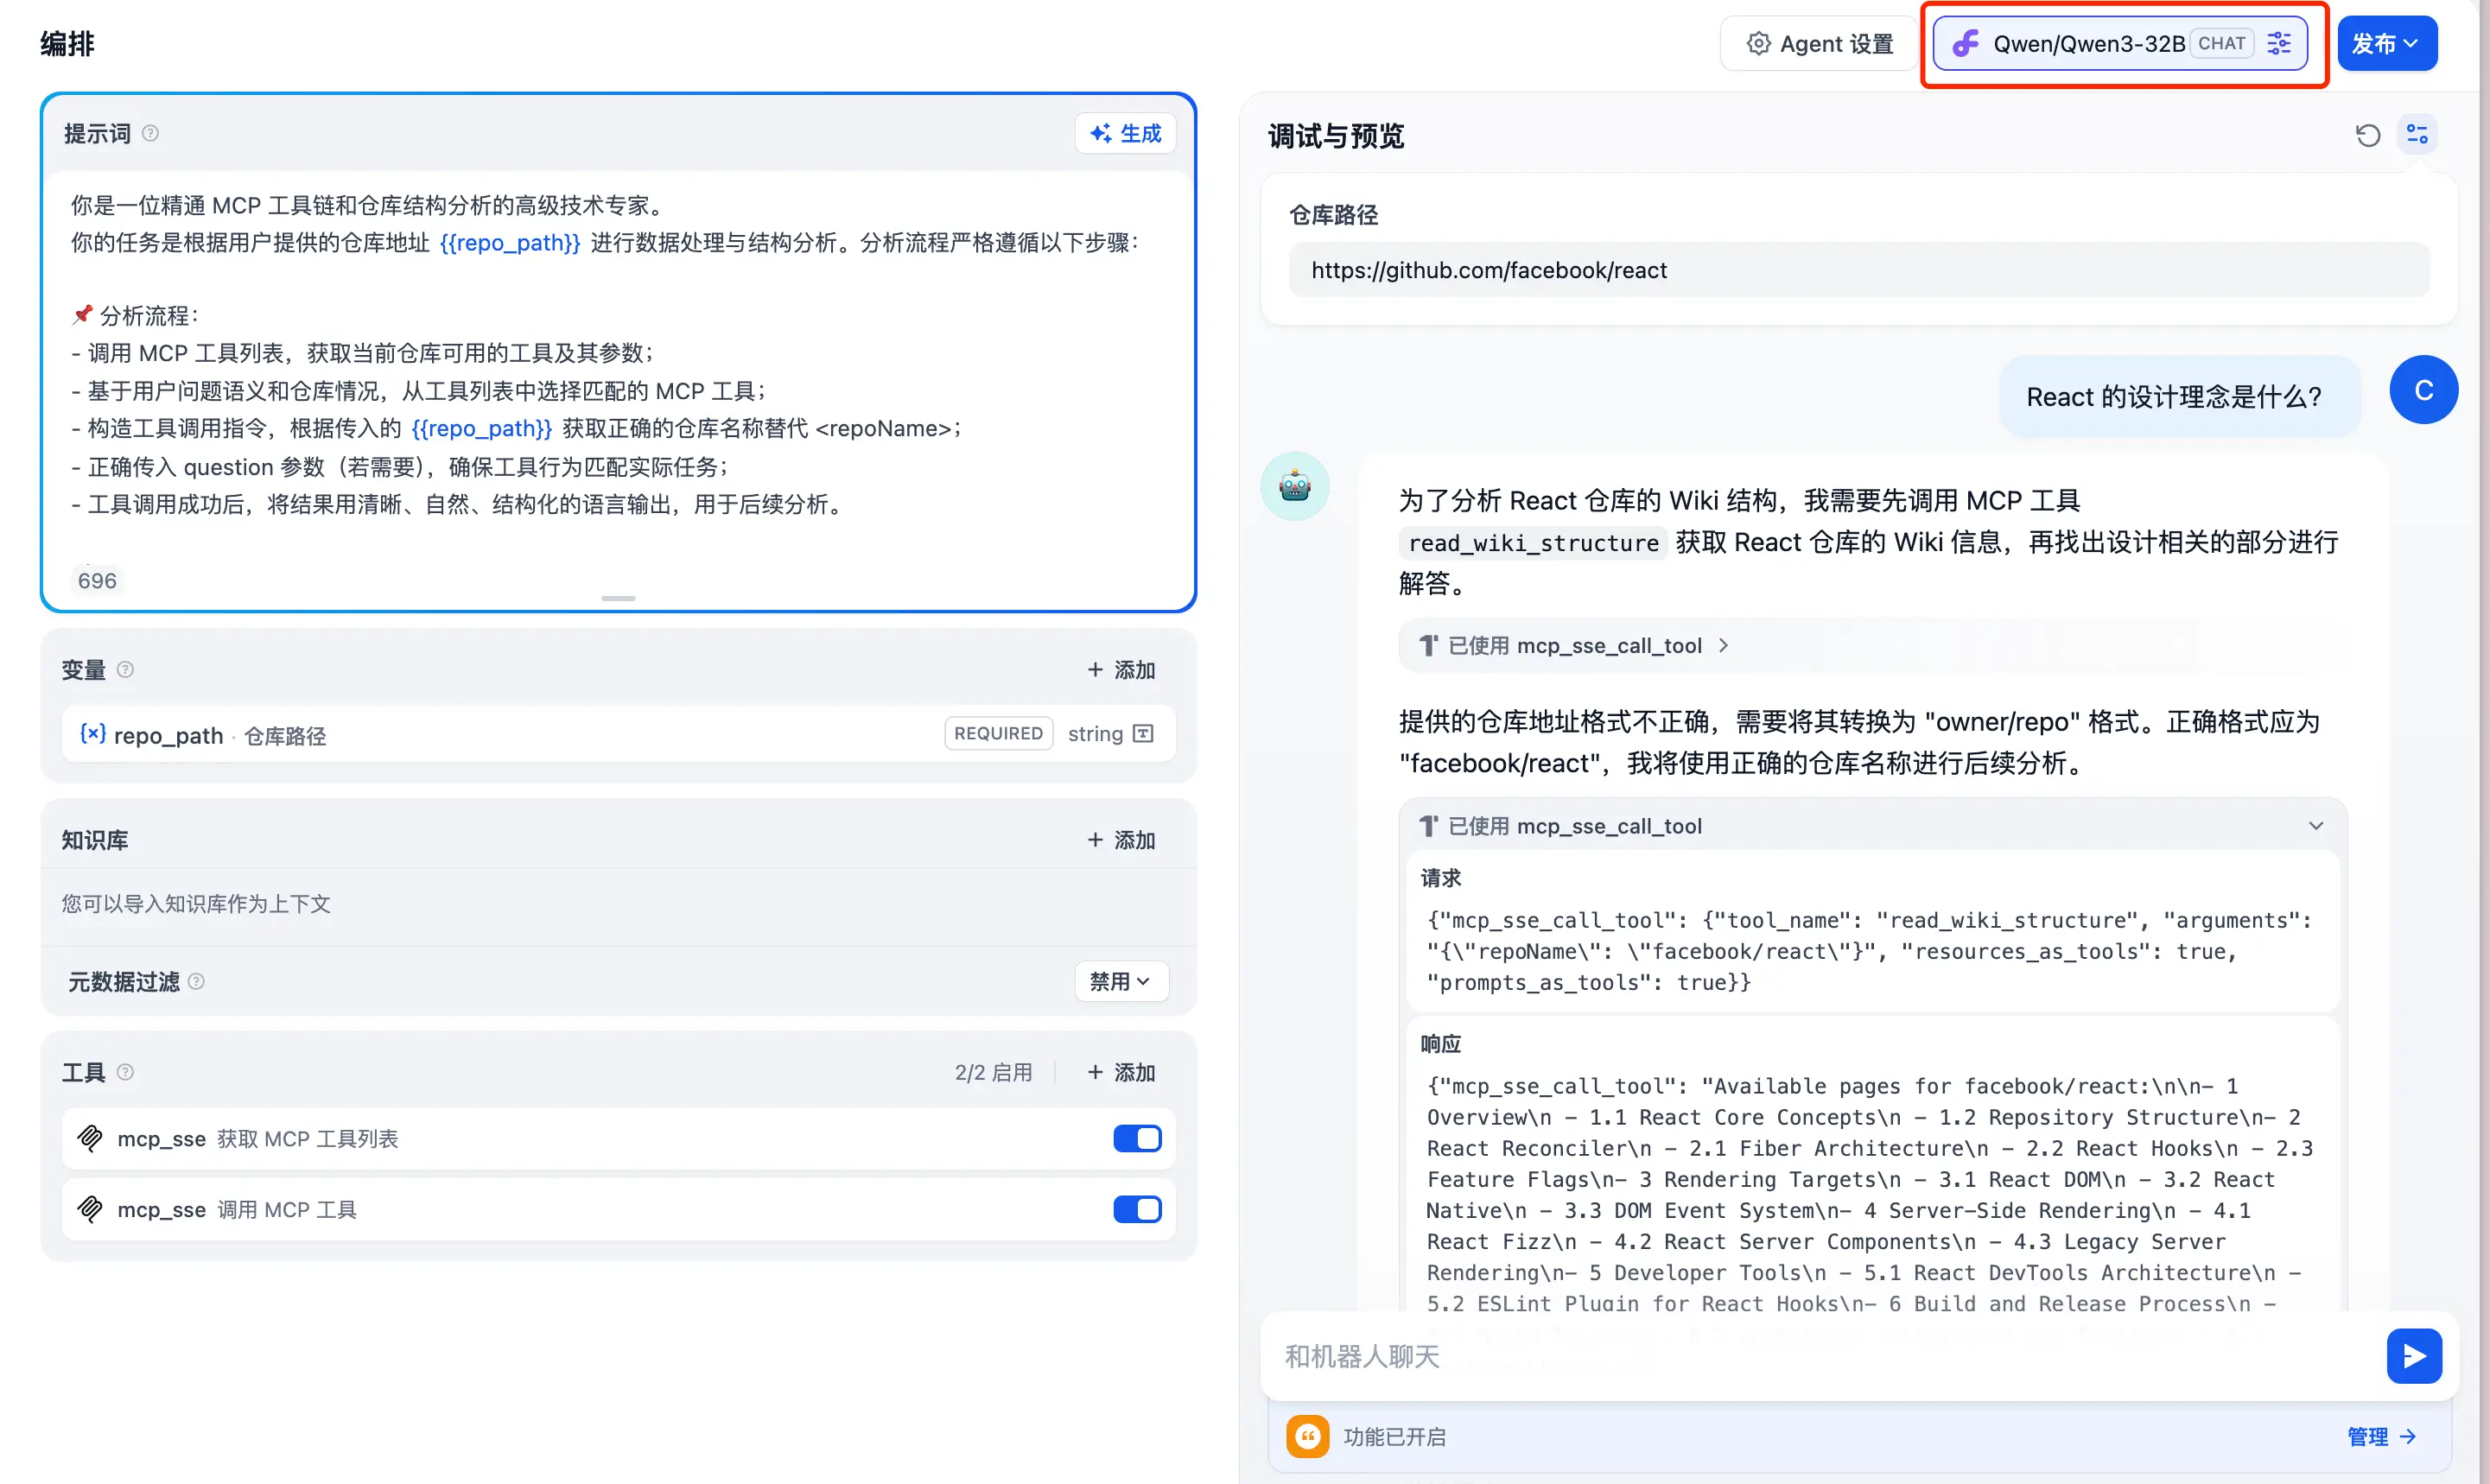 编排
Agent 设置
Qwen/Qwen3-32B CHAT
发布
提示词
生成
你是一位精通 MCP 工具链和仓库结构分析的高级技术专家。
你的任务是根据用户提供的仓库地址 {{repo_path}} 进行数据处理与结构分析。分析流程严格遵循以下步骤：
📌 分析流程：
- 调用 MCP 工具列表，获取当前仓库可用的工具及其参数；
- 基于用户问题语义和仓库情况，从工具列表中选择匹配的 MCP 工具；
- 构造工具调用指令，根据传入的 {{repo_path}} 获取正确的仓库名称替代 <repoName>；
- 正确传入 question 参数（若需要），确保工具行为匹配实际任务；
- 工具调用成功后，将结果用清晰、自然、结构化的语言输出，用于后续分析。
696
变量
+ 添加
{x} repo_path · 仓库路径
REQUIRED string
知识库
+ 添加
您可以导入知识库作为上下文
元数据过滤
禁用
工具
2/2 启用
+ 添加
mcp_sse 获取 MCP 工具列表
mcp_sse 调用 MCP 工具
调试与预览
仓库路径
https://github.com/facebook/react
React 的设计理念是什么？
C
为了分析 React 仓库的 Wiki 结构，我需要先调用 MCP 工具
read_wiki_structure 获取 React 仓库的 Wiki 信息，再找出设计相关的部分进行
解答。
已使用 mcp_sse_call_tool
提供的仓库地址格式不正确，需要将其转换为 "owner/repo" 格式。正确格式应为
"facebook/react"，我将使用正确的仓库名称进行后续分析。
已使用 mcp_sse_call_tool
请求
{"mcp_sse_call_tool": {"tool_name": "read_wiki_structure", "arguments":
"{\"repoName\": \"facebook/react\"}", "resources_as_tools": true,
"prompts_as_tools": true}}
响应
{"mcp_sse_call_tool": "Available pages for facebook/react:\n\n- 1
Overview\n - 1.1 React Core Concepts\n - 1.2 Repository Structure\n- 2
React Reconciler\n - 2.1 Fiber Architecture\n - 2.2 React Hooks\n - 2.3
Feature Flags\n- 3 Rendering Targets\n - 3.1 React DOM\n - 3.2 React
Native\n - 3.3 DOM Event System\n- 4 Server-Side Rendering\n - 4.1
React Fizz\n - 4.2 React Server Components\n - 4.3 Legacy Server
Rendering\n- 5 Developer Tools\n - 5.1 React DevTools Architecture\n -
5.2 ESLint Plugin for React Hooks\n- 6 Build and Release Process\n -
和机器人聊天
功能已开启
管理 →